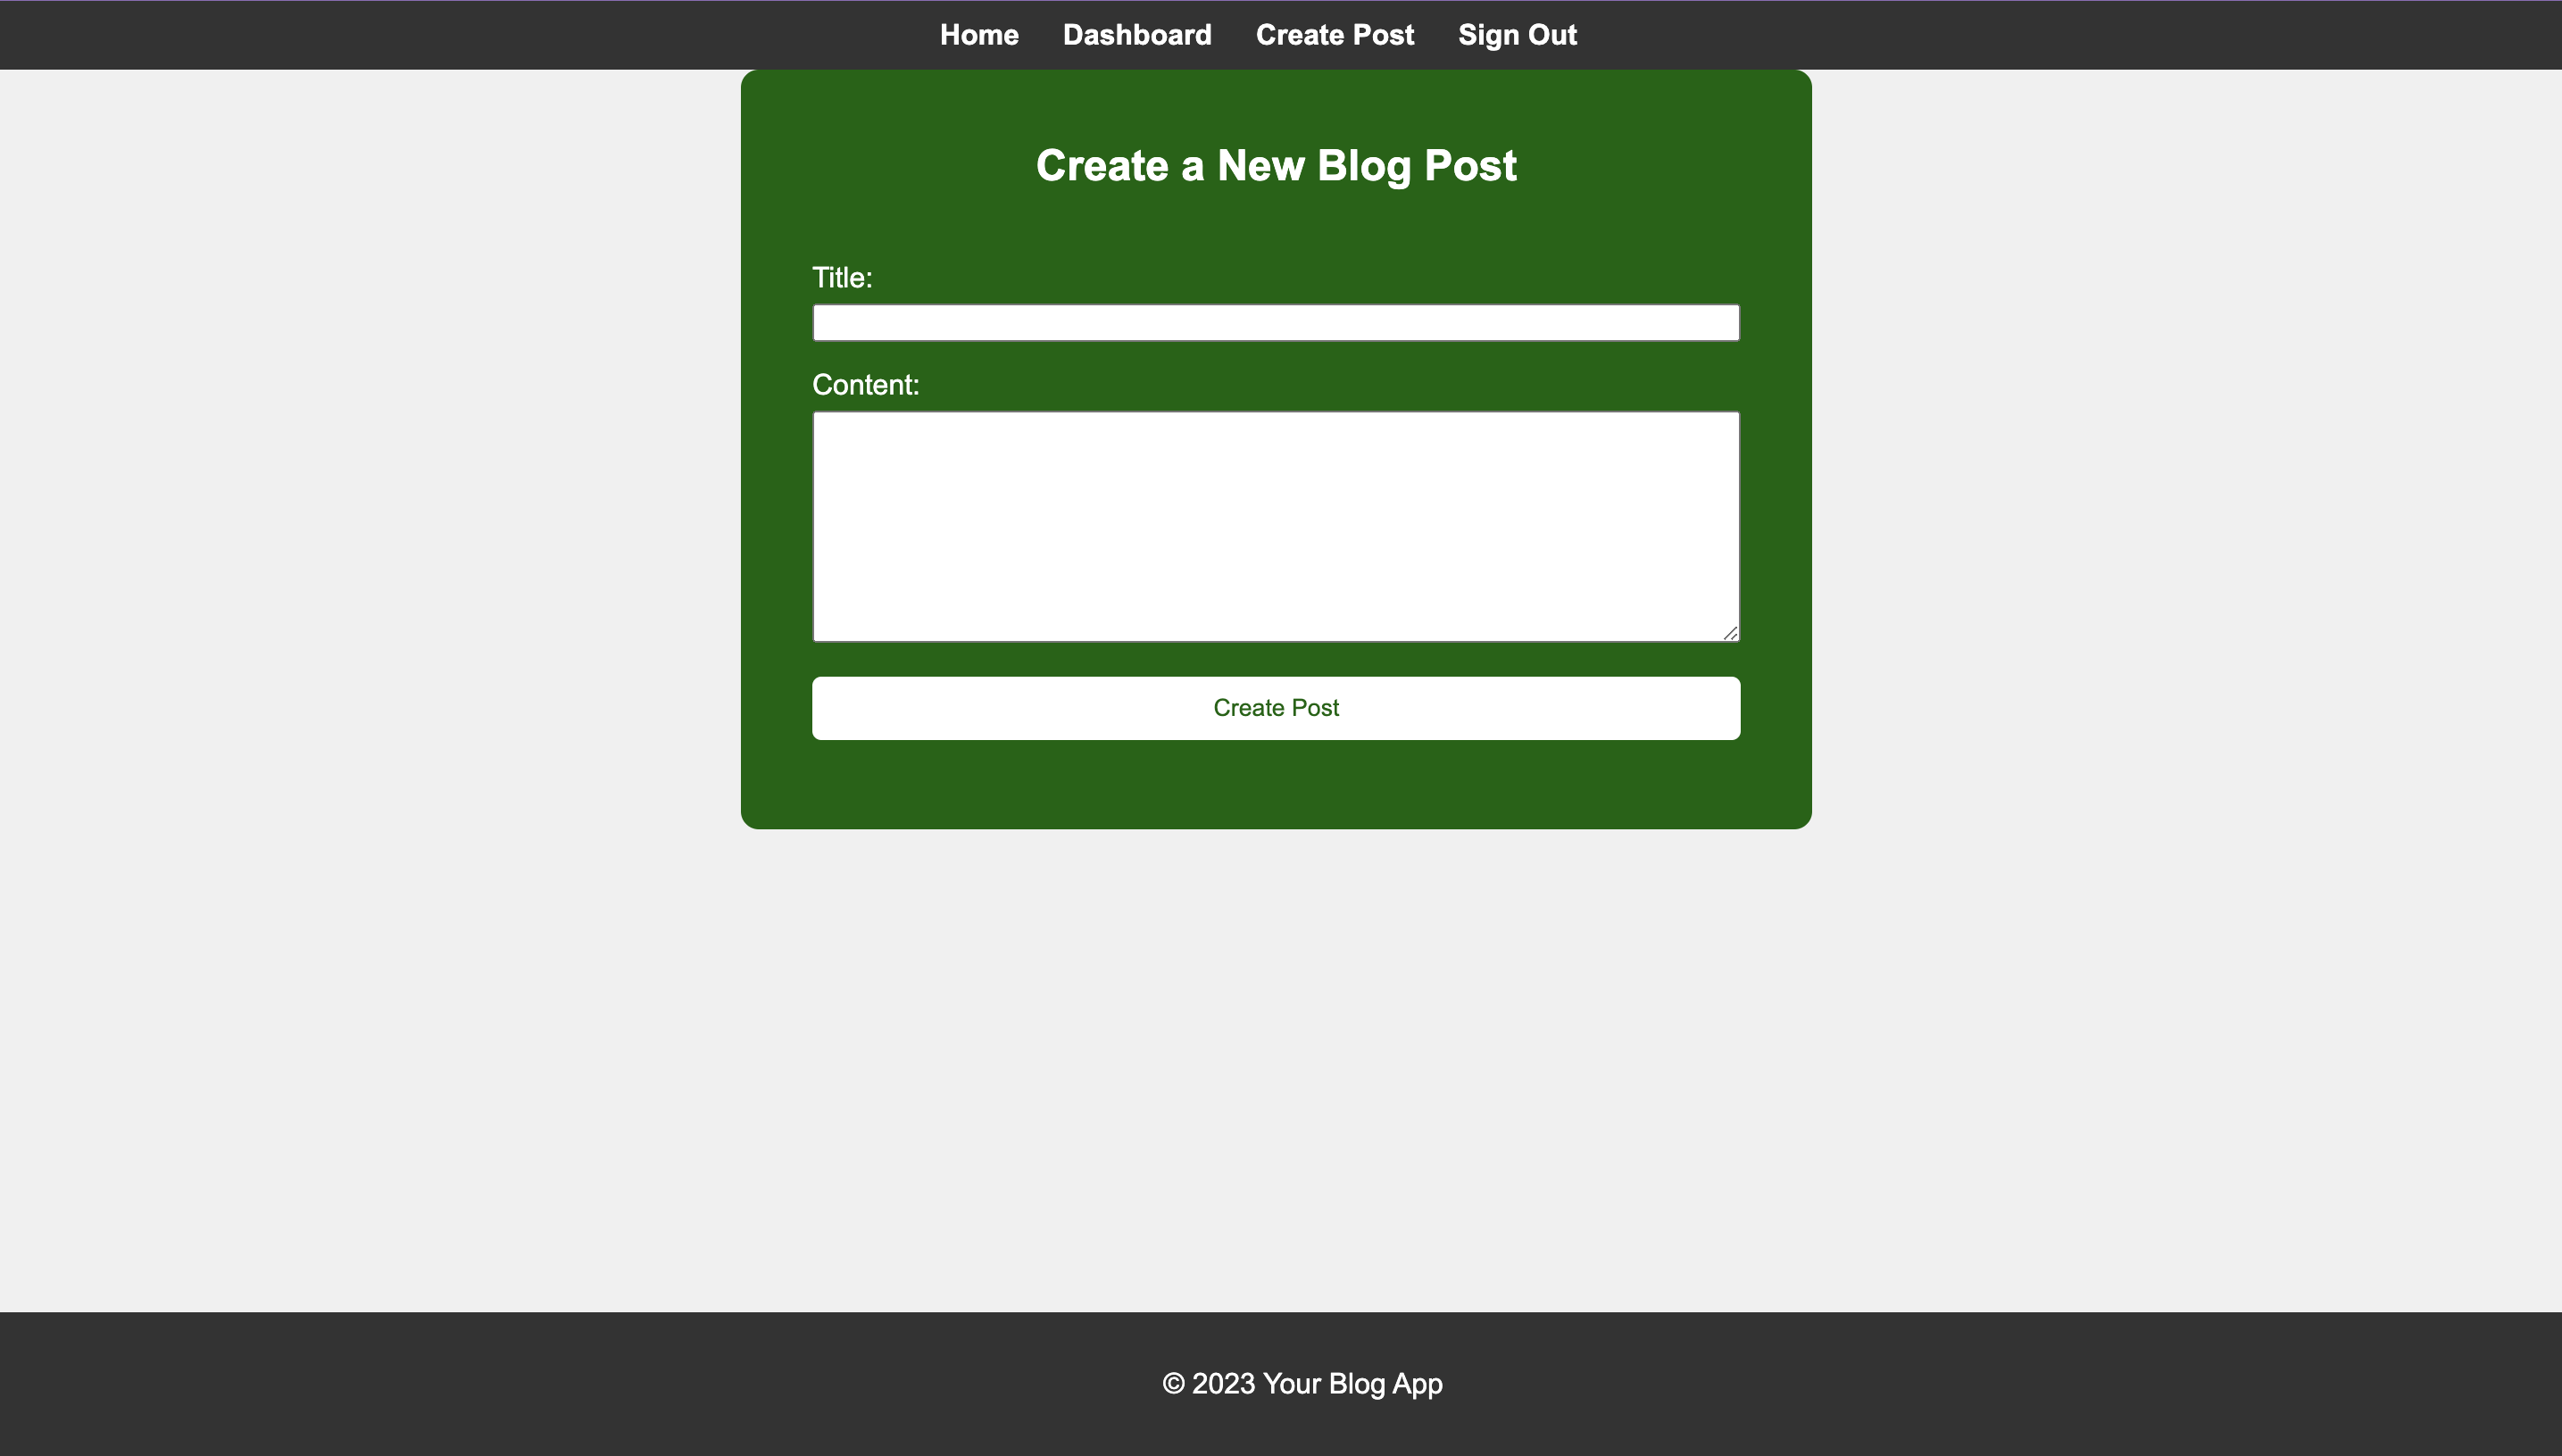 Home Dashboard Create Post Sign Out
Create a New Blog Post
Title:
Content:
Create Post
© 2023 Your Blog App